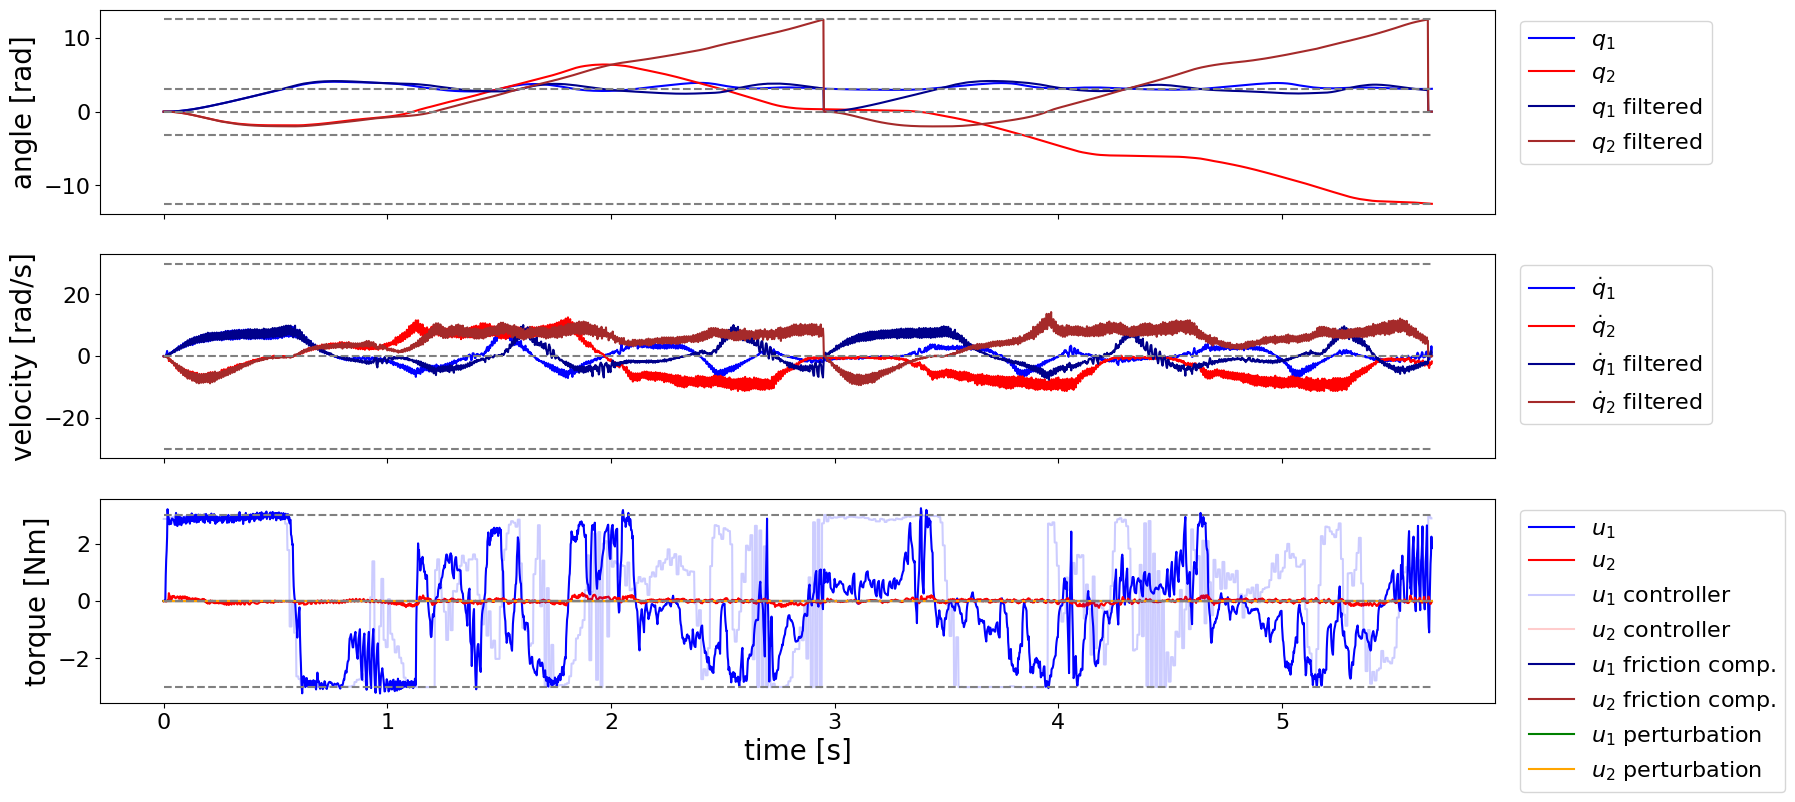 angle [rad]
10
0
−10
q₁
q₂
q₁ filtered
q₂ filtered
velocity [rad/s]
20
0
−20
q̇₁
q̇₂
q̇₁ filtered
q̇₂ filtered
torque [Nm]
2
0
−2
0 1 2 3 4 5
time [s]
u₁
u₂
u₁ controller
u₂ controller
u₁ friction comp.
u₂ friction comp.
u₁ perturbation
u₂ perturbation